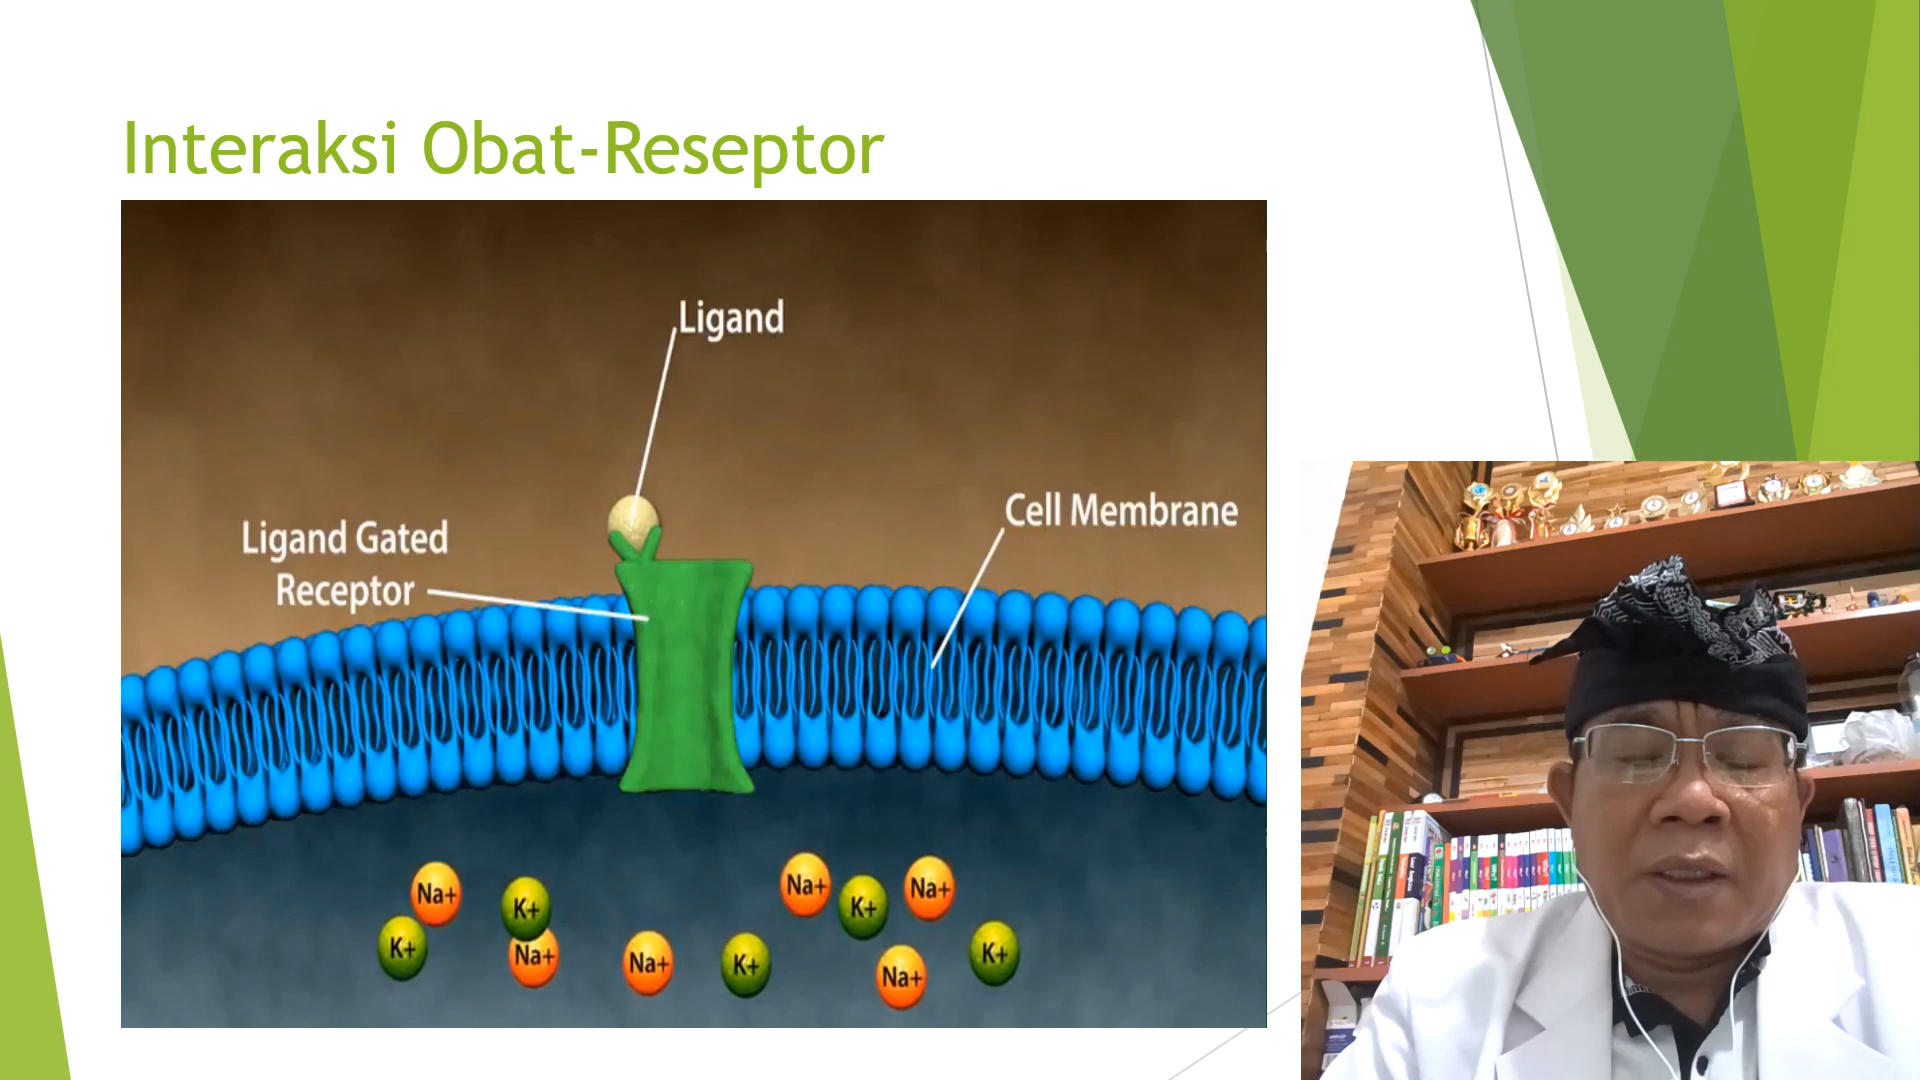 Interaksi Obat-Reseptor
Ligand
Cell Membrane
Ligand Gated
Receptor
Na+
K+
Na+
K+
Na+
K+
Na+
Na+
K+
Na+
K+